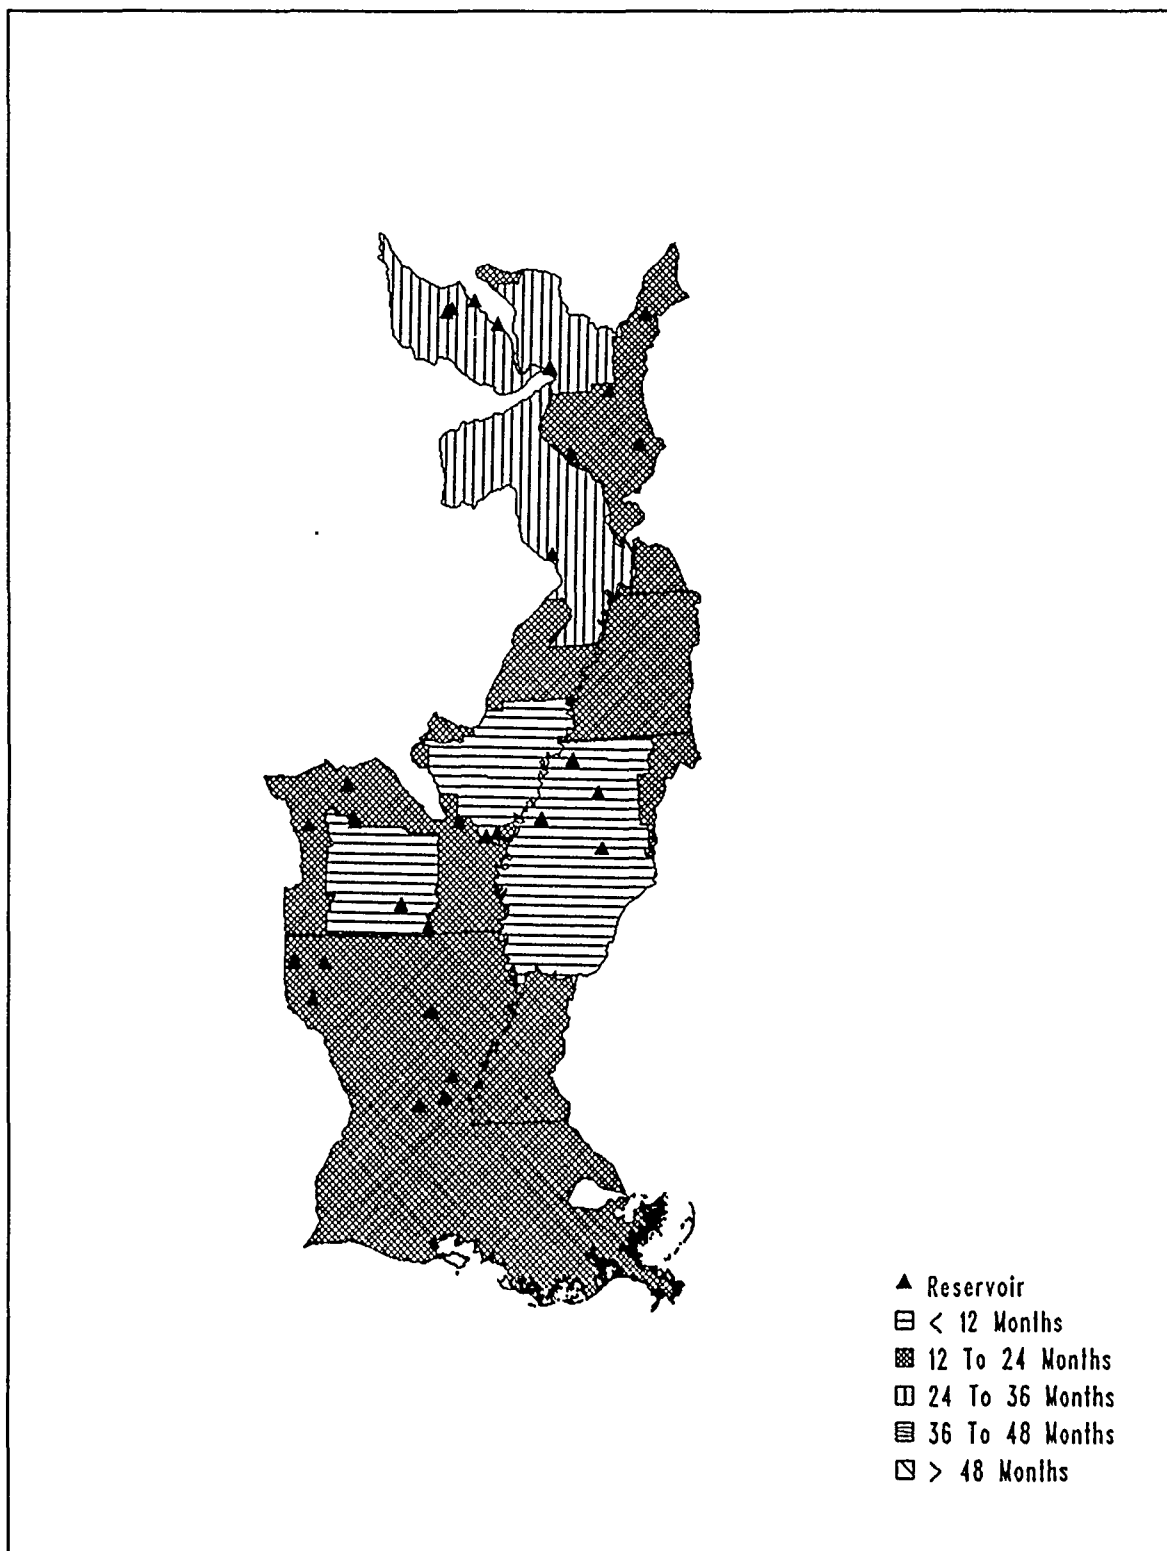 Reservoir
< 12 Months
12 To 24 Months
24 To 36 Months
36 To 48 Months
> 48 Months